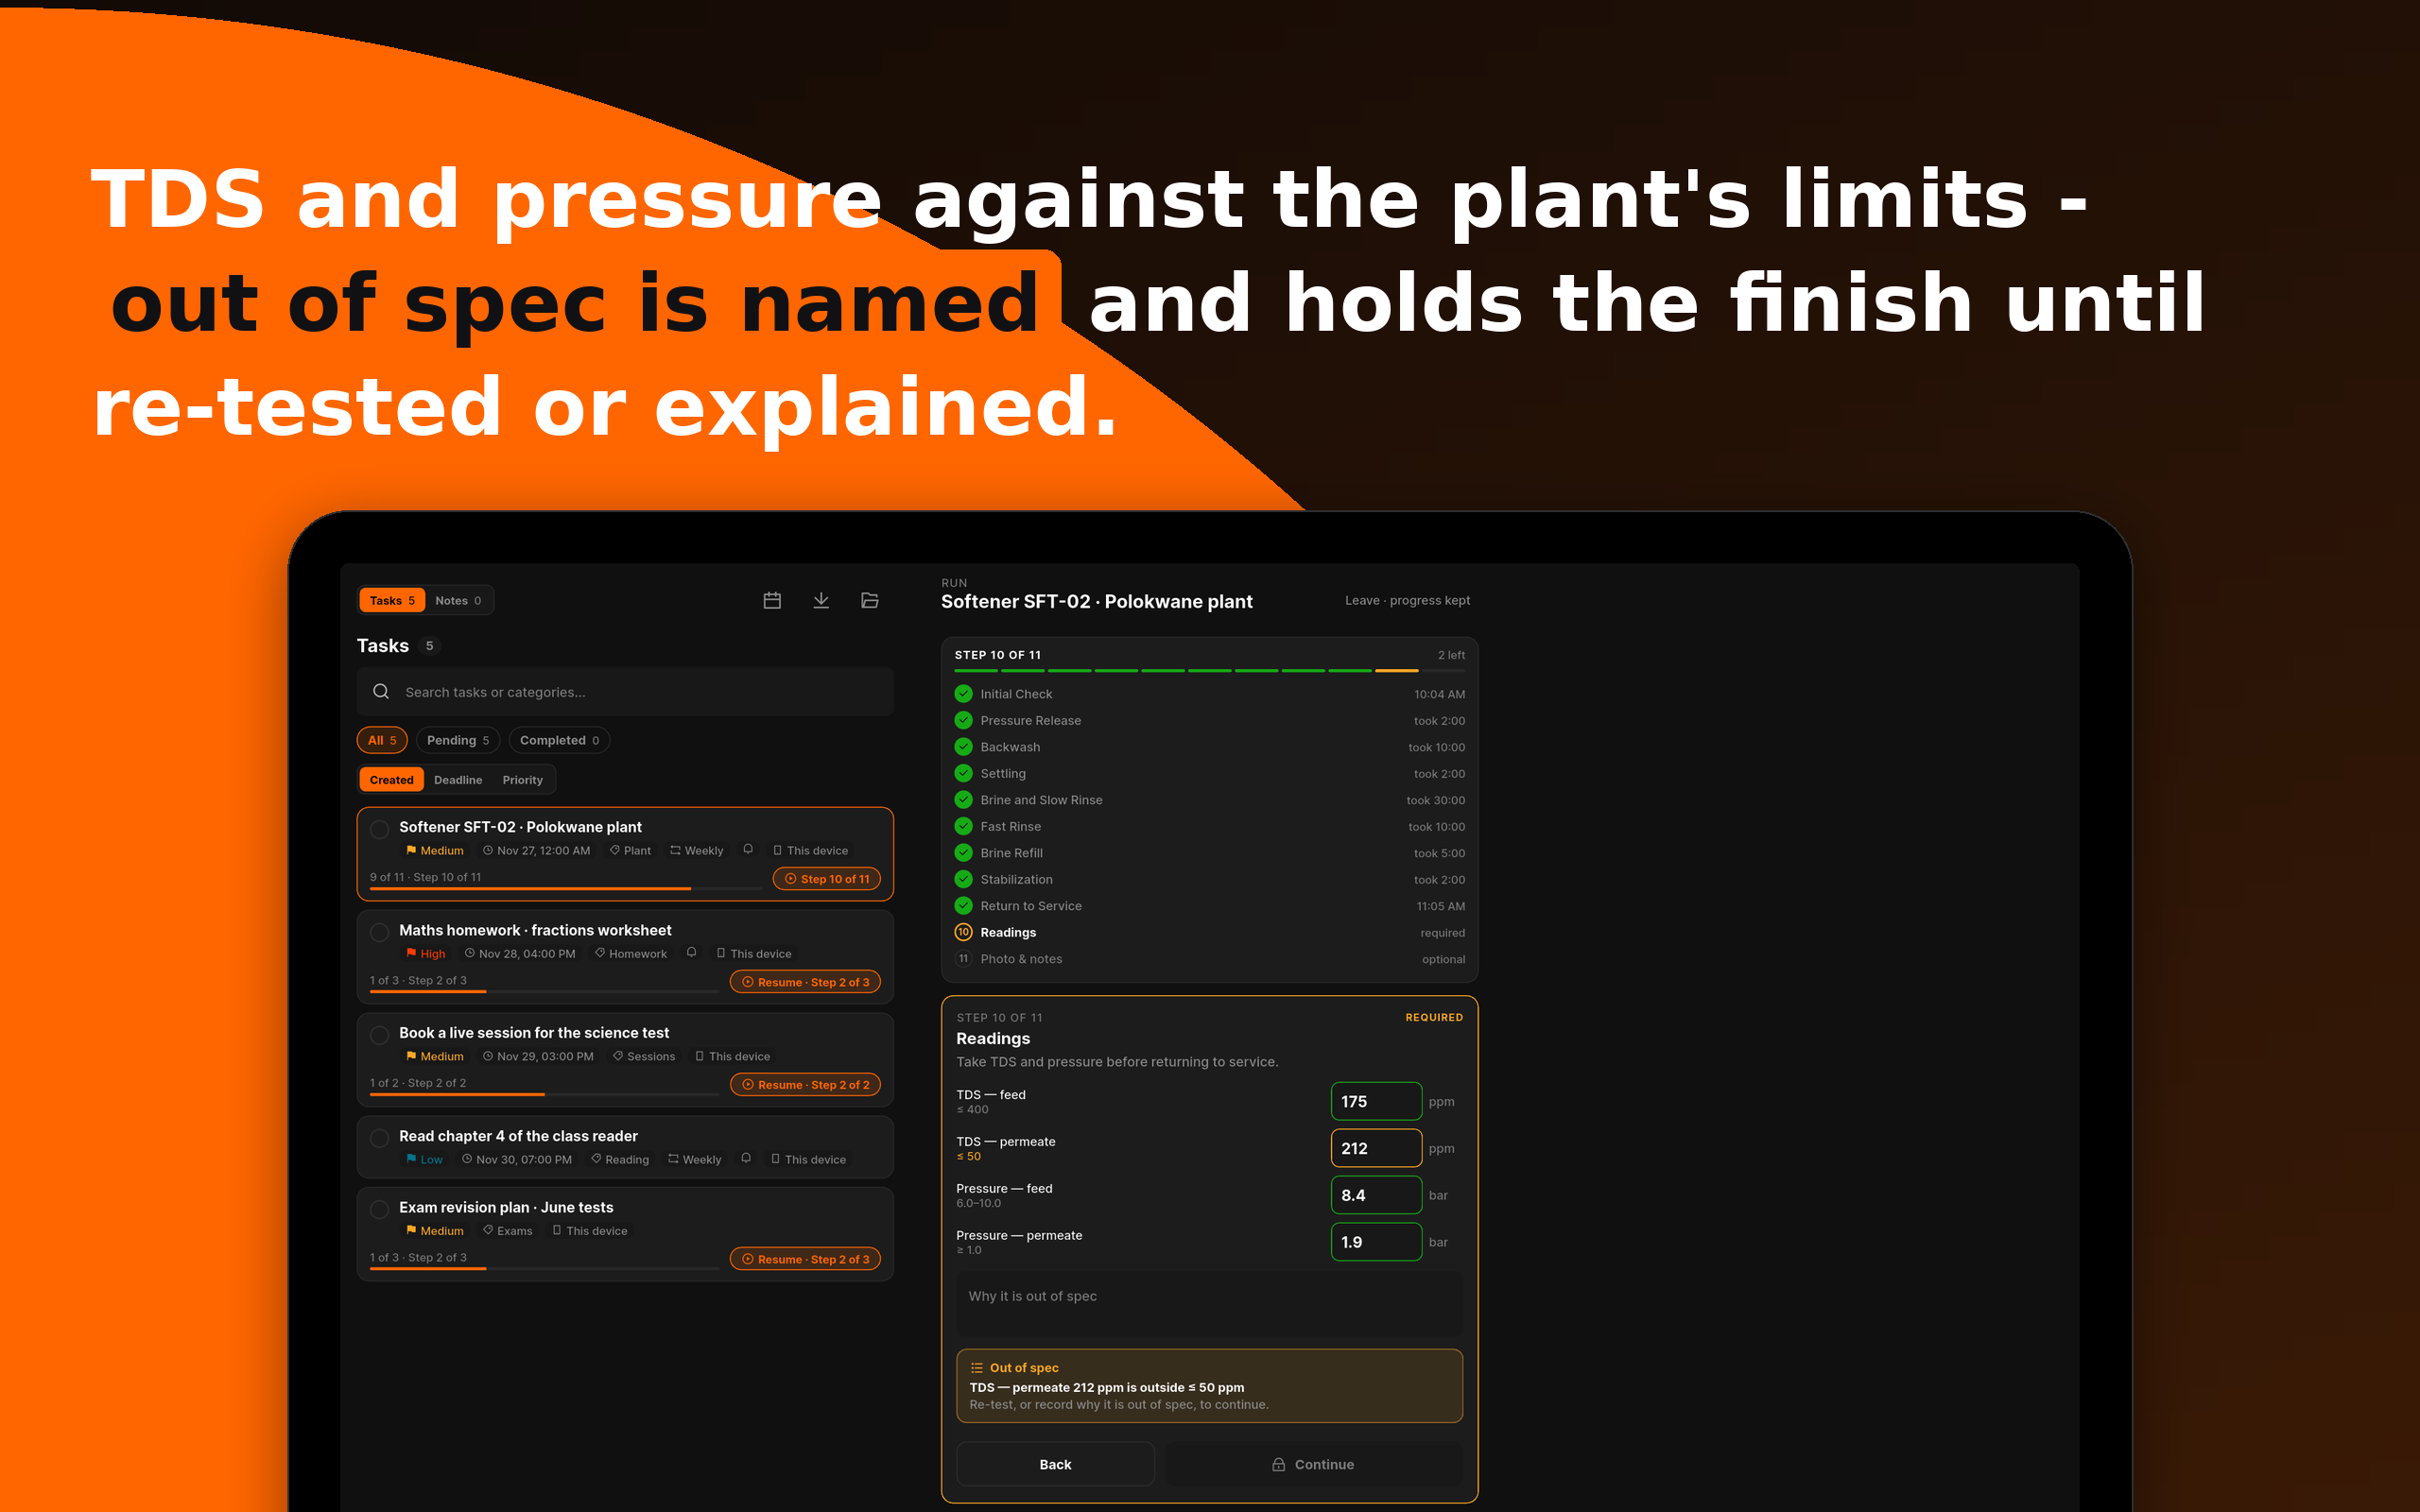 TDS and pressure against the plant's limits -
out of spec is named and holds the finish until
re-tested or explained.
Tasks 5 Notes 0
Tasks 5
Search tasks or categories...
All 5 Pending 5 Completed 0
Created Deadline Priority
Softener SFT-02 · Polokwane plant
Medium Nov 27, 12:00 AM Plant Weekly This device
9 of 11 · Step 10 of 11 Step 10 of 11
Maths homework · fractions worksheet
High Nov 28, 04:00 PM Homework This device
1 of 3 · Step 2 of 3 Resume · Step 2 of 3
Book a live session for the science test
Medium Nov 29, 03:00 PM Sessions This device
1 of 2 · Step 2 of 2 Resume · Step 2 of 2
Read chapter 4 of the class reader
Low Nov 30, 07:00 PM Reading Weekly This device
Exam revision plan · June tests
Medium Exams This device
1 of 3 · Step 2 of 3 Resume · Step 2 of 3
RUN
Softener SFT-02 · Polokwane plant Leave · progress kept
STEP 10 OF 11 2 left
Initial Check 10:04 AM
Pressure Release took 2:00
Backwash took 10:00
Settling took 2:00
Brine and Slow Rinse took 30:00
Fast Rinse took 10:00
Brine Refill took 5:00
Stabilization took 2:00
Return to Service 11:05 AM
10 Readings required
11 Photo & notes optional
STEP 10 OF 11 REQUIRED
Readings
Take TDS and pressure before returning to service.
TDS — feed 175 ppm
≤ 400
TDS — permeate 212 ppm
≤ 50
Pressure — feed 8.4 bar
6.0–10.0
Pressure — permeate 1.9 bar
≥ 1.0
Why it is out of spec
Out of spec
TDS — permeate 212 ppm is outside ≤ 50 ppm
Re-test, or record why it is out of spec, to continue.
Back Continue